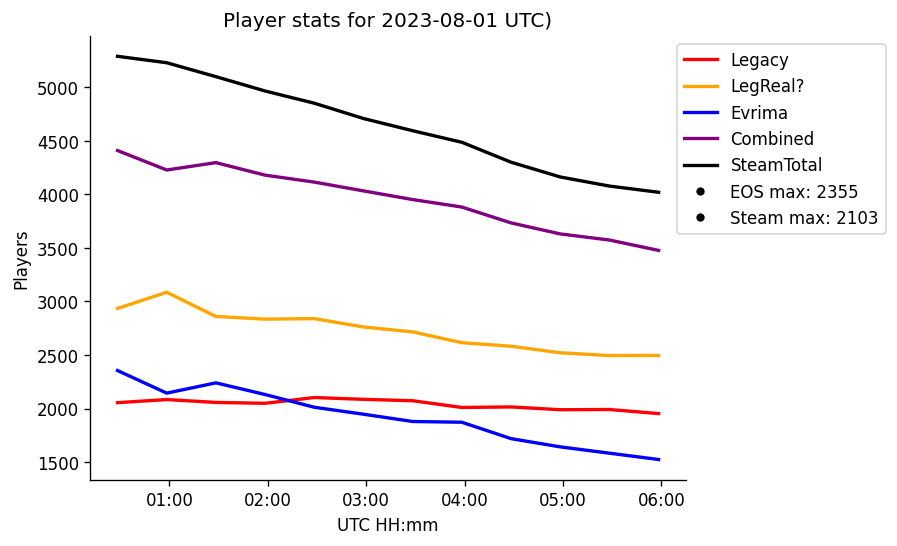 Player stats for 2023-08-01 UTC)
Legacy
LegReal?
Evrima
Combined
SteamTotal
EOS max: 2355
Steam max: 2103
Players
5000
4500
4000
3500
3000
2500
2000
1500
01:00 02:00 03:00 04:00 05:00 06:00
UTC HH:mm